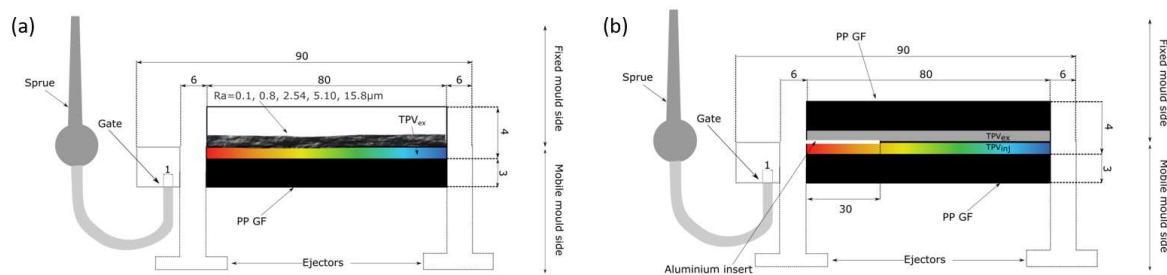 (a)
90
6
80
6
Sprue
Ra=0.1, 0.8, 2.54, 5.10, 15.8µm
TPVex
Gate
1
4
3
PP GF
Ejectors
Fixed mould side
Mobile mould side
(b)
PP GF
90
6
80
6
Sprue
Gate
TPVex
TPVinj
1
4
3
30
PP GF
Aluminium insert
Ejectors
Fixed mould side
Mobile mould side